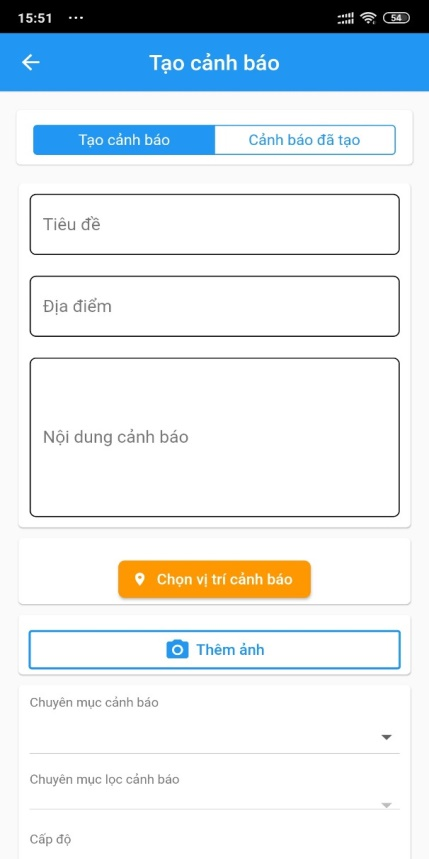 15:51 ...
54
Tạo cảnh báo
Tạo cảnh báo
Cảnh báo đã tạo
Tiêu đề
Địa điểm
Nội dung cảnh báo
Chọn vị trí cảnh báo
Thêm ảnh
Chuyên mục cảnh báo
Chuyên mục lọc cảnh báo
Cấp độ